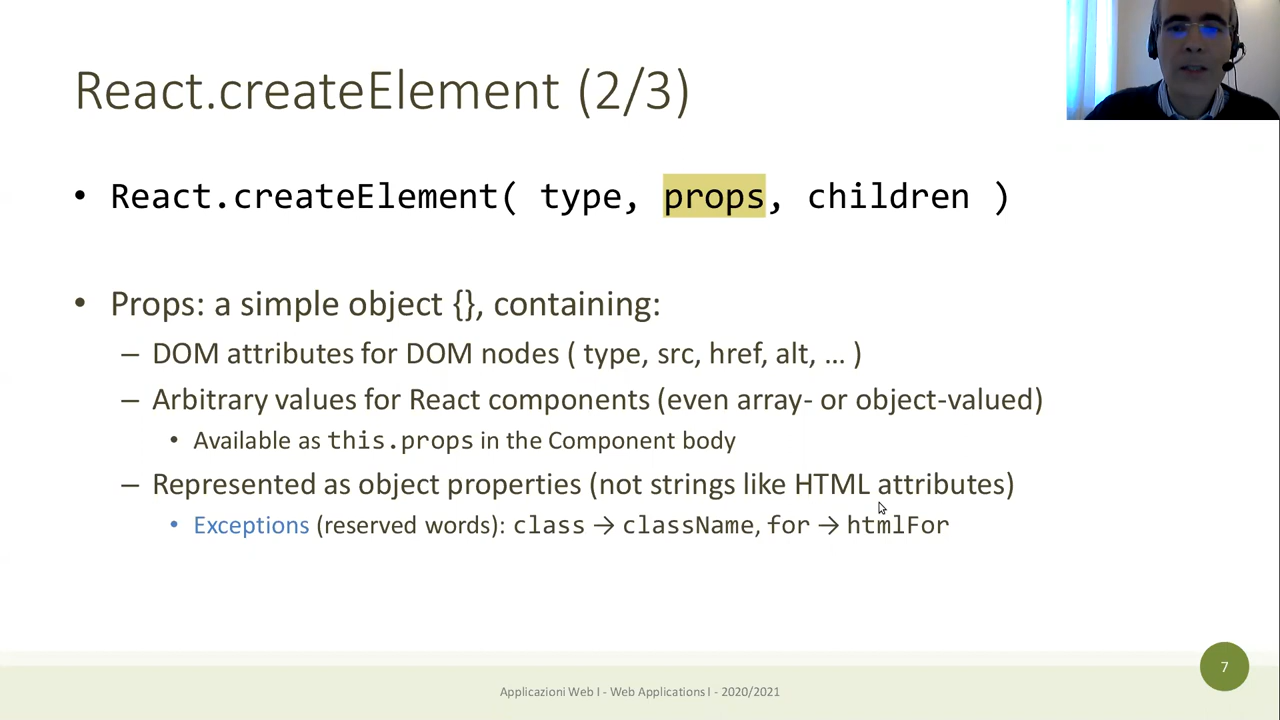 React.createElement (2/3)
• React.createElement( type, props, children )
• Props: a simple object {}, containing:
– DOM attributes for DOM nodes ( type, src, href, alt, … )
– Arbitrary values for React components (even array- or object-valued)
• Available as this.props in the Component body
– Represented as object properties (not strings like HTML attributes)
• Exceptions (reserved words): class → className, for → htmlFor
7
Applicazioni Web I - Web Applications I - 2020/2021